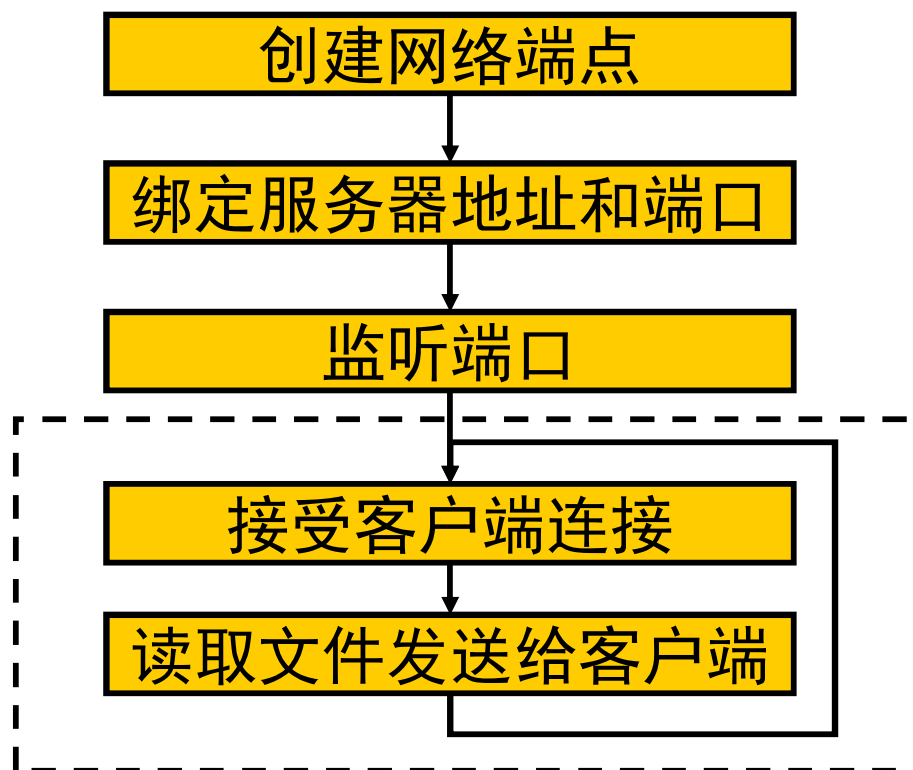 创建网络端点
绑定服务器地址和端口
监听端口
接受客户端连接
读取文件发送给客户端